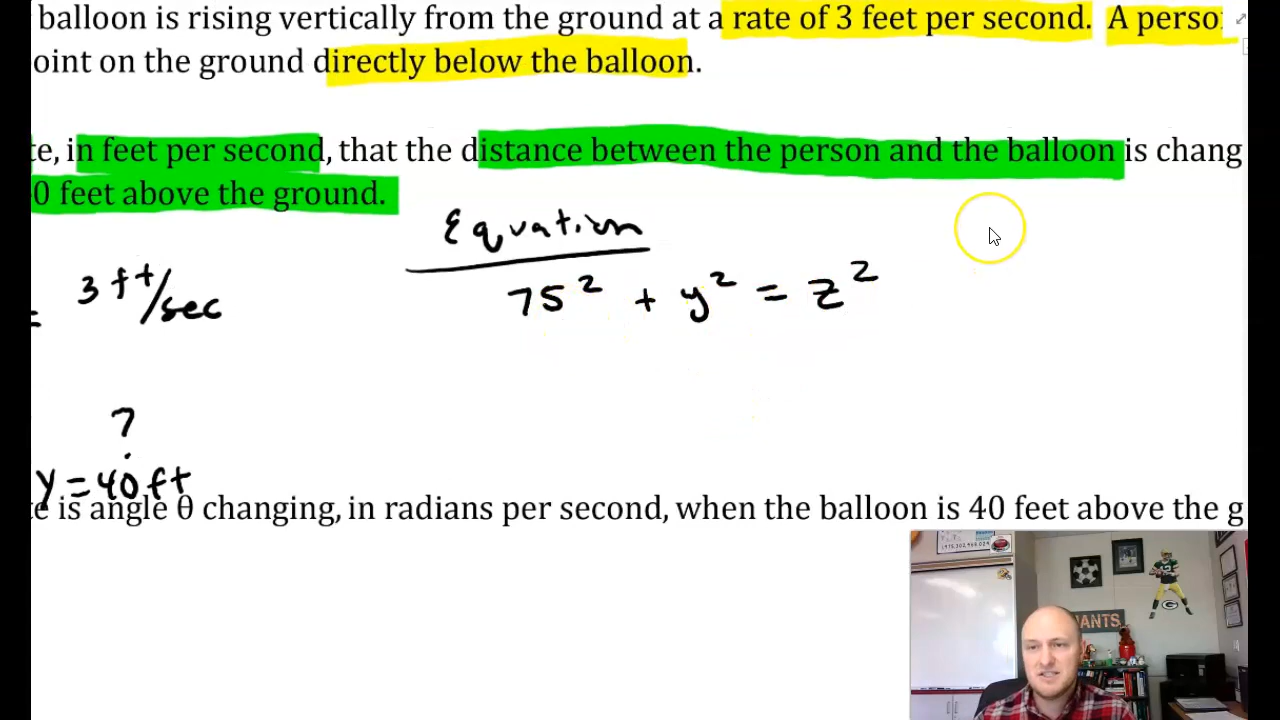 balloon is rising vertically from the ground at a rate of 3 feet per second. A perso
oint on the ground directly below the balloon.
te, in feet per second, that the distance between the person and the balloon is chang
0 feet above the ground.
Equation
= 3 ft/sec
75² + y² = z²
?
y = 40 ft
te is angle θ changing, in radians per second, when the balloon is 40 feet above the g
ANTS
G